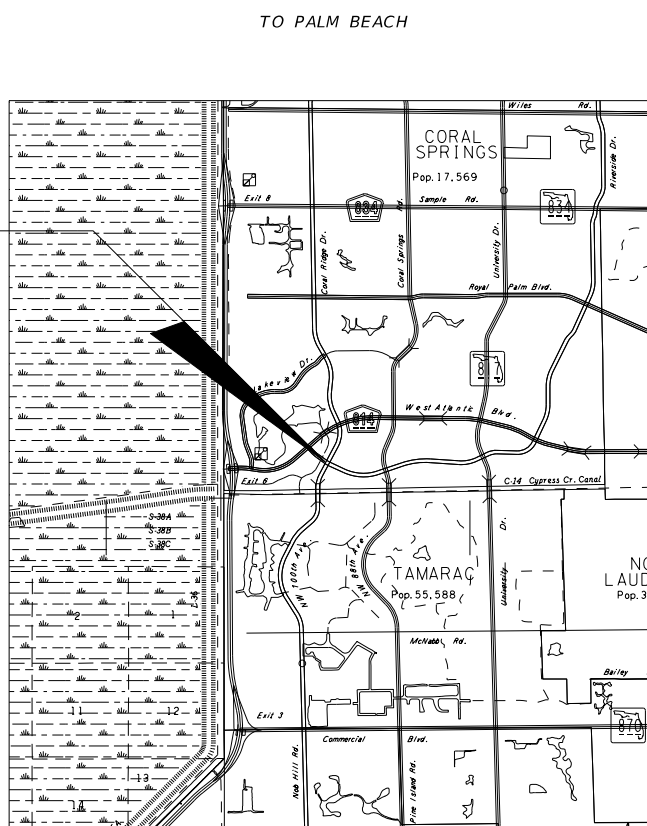 TO PALM BEACH
Wiles Rd.
CORAL
SPRINGS
Pop. 17,569
Riverside Dr.
Exit 8
834
Sample Rd.
834
Coral Ridge Dr.
Coral Springs Rd.
University Dr.
Royal Palm Blvd.
817
Lakeview Dr.
814
West Atlantic Blvd.
Exit 6
C-14 Cypress Cr. Canal
S-38A
S-38B
S-38C
NW 100th Ave.
NW 88th Ave.
TAMARAC
Pop. 55,588
University Dr.
NO
LAUD
Pop. 3
L-36
2
1
McNabb Rd.
Bailey
11
12
Exit 3
870
Commercial Blvd.
Nob Hill Rd.
Pine Island Rd.
13
14